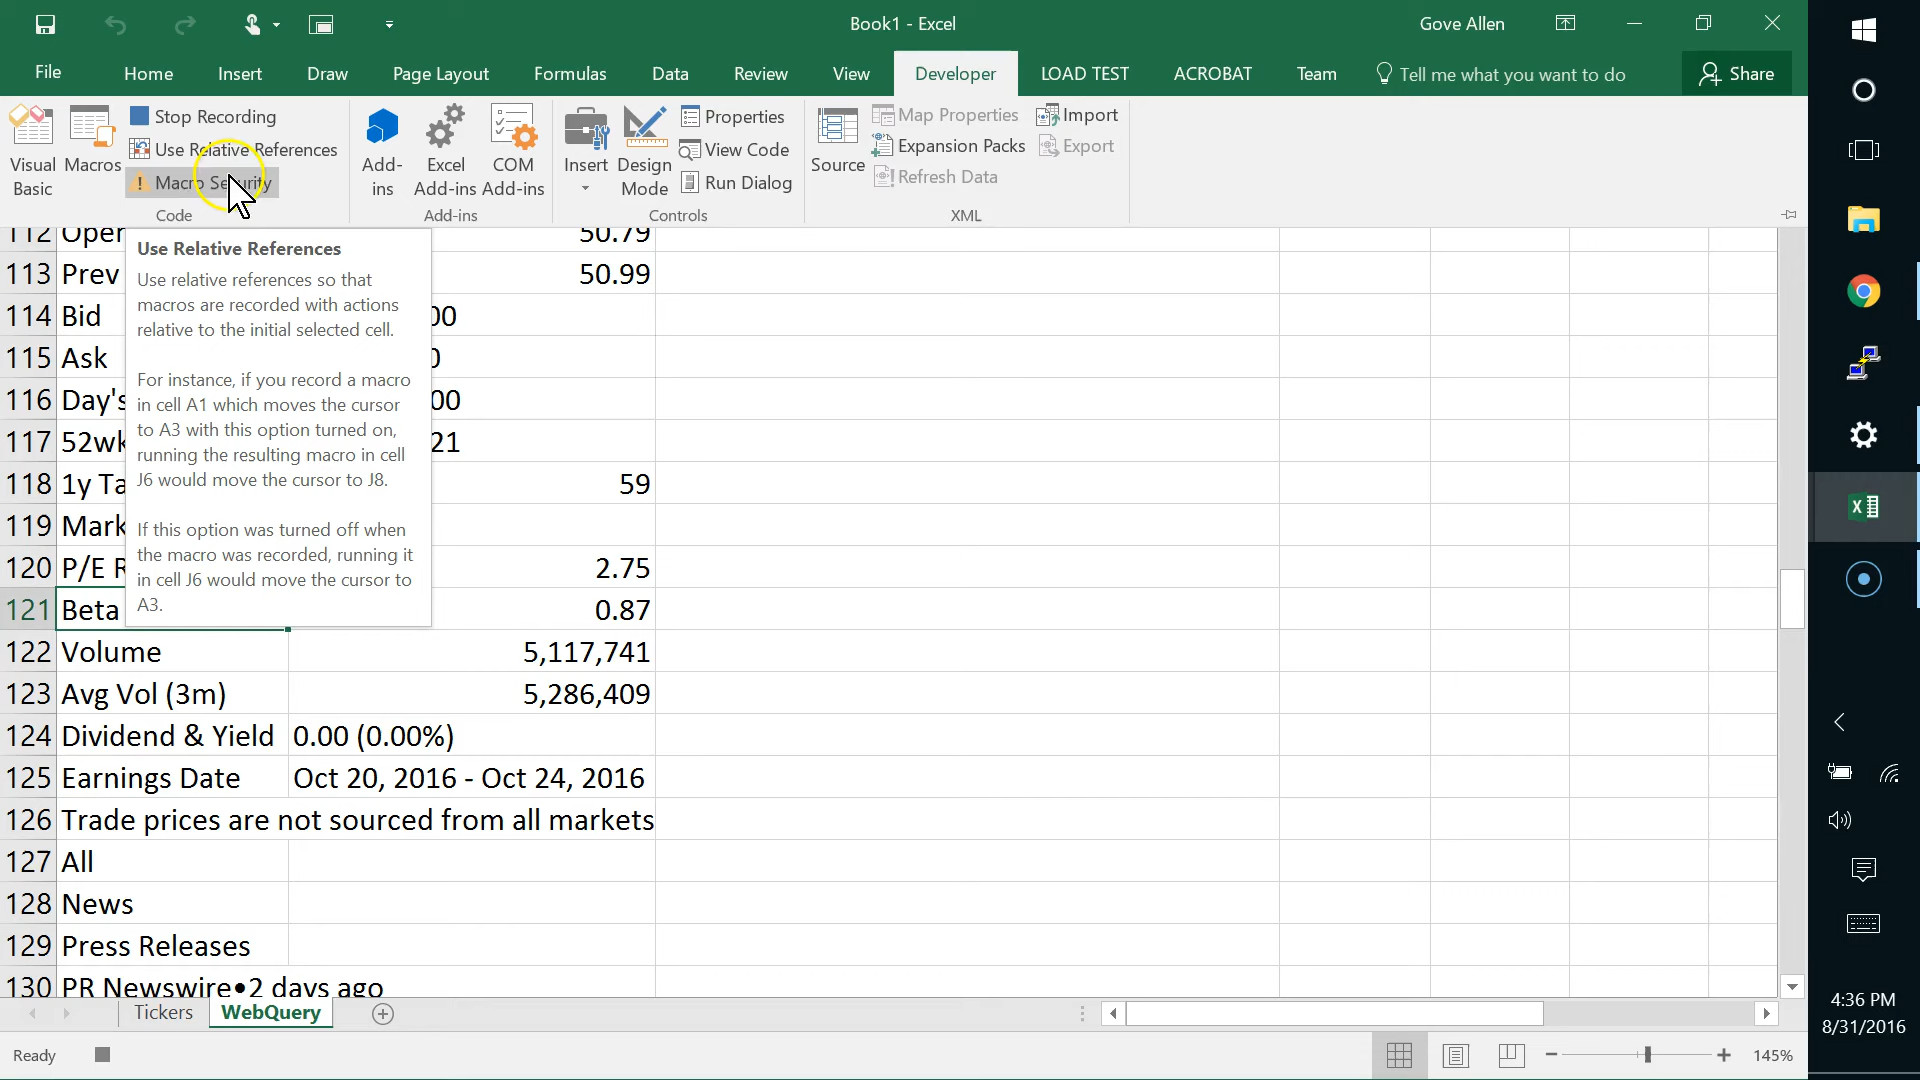 Book1 - Excel
Gove Allen
File Home Insert Draw Page Layout Formulas Data Review View Developer LOAD TEST ACROBAT Team Tell me what you want to do Share
Visual Basic
Macros
Stop Recording
Use Relative References
Macro Security
Code
Add-ins
Excel Add-ins
COM Add-ins
Add-ins
Insert
Design Mode
Properties
View Code
Run Dialog
Controls
Source
Map Properties
Expansion Packs
Refresh Data
Import
Export
XML
Use Relative References
Use relative references so that
macros are recorded with actions
relative to the initial selected cell.
For instance, if you record a macro
in cell A1 which moves the cursor
to A3 with this option turned on,
running the resulting macro in cell
J6 would move the cursor to J8.
If this option was turned off when
the macro was recorded, running it
in cell J6 would move the cursor to
A3.
112 Oper 50.79
113 Prev 50.99
114 Bid 00
115 Ask 0
116 Day's 00
117 52wk 21
118 1y Ta 59
119 Mark
120 P/E R 2.75
121 Beta 0.87
122 Volume 5,117,741
123 Avg Vol (3m) 5,286,409
124 Dividend & Yield 0.00 (0.00%)
125 Earnings Date Oct 20, 2016 - Oct 24, 2016
126 Trade prices are not sourced from all markets
127 All
128 News
129 Press Releases
130 PR Newswire•2 days ago
Tickers WebQuery
Ready
145%
4:36 PM
8/31/2016